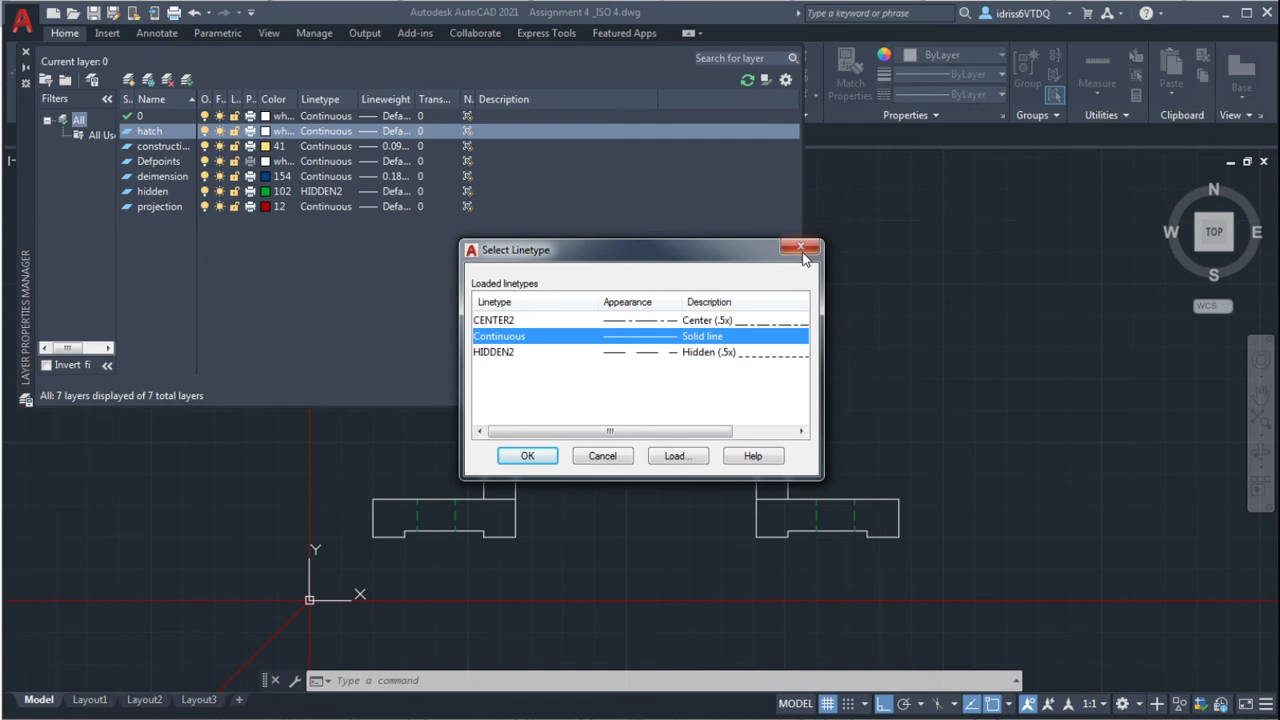 Autodesk AutoCAD 2021 Assignment 4 _ISO 4.dwg
Type a keyword or phrase
idriss6VTDQ
Home Insert Annotate Parametric View Manage Output Add-ins Collaborate Express Tools Featured Apps
Current layer: 0
Search for layer
Filters
All
All Us
S.. Name O. F.. L.. P.. Color Linetype Lineweight Trans... N. Description
0 wh... Continuous Defa... 0
hatch wh... Continuous Defa... 0
constructi... 41 Continuous 0.09... 0
Defpoints wh... Continuous Defa... 0
deimension 154 Continuous 0.18... 0
hidden 102 HIDDEN2 Defa... 0
projection 12 Continuous Defa... 0
Invert fi
All: 7 layers displayed of 7 total layers
LAYER PROPERTIES MANAGER
Match
Properties
ByLayer
ByLayer
ByLayer
Properties
Group
Groups
Measure
Utilities
Paste
Clipboard
Base
View
N
W TOP E
S
WCS
Select Linetype
Loaded linetypes
Linetype Appearance Description
CENTER2 Center (.5x)
Continuous Solid line
HIDDEN2 Hidden (.5x)
OK Cancel Load... Help
Y
X
Type a command
Model Layout1 Layout2 Layout3 +
MODEL 1:1